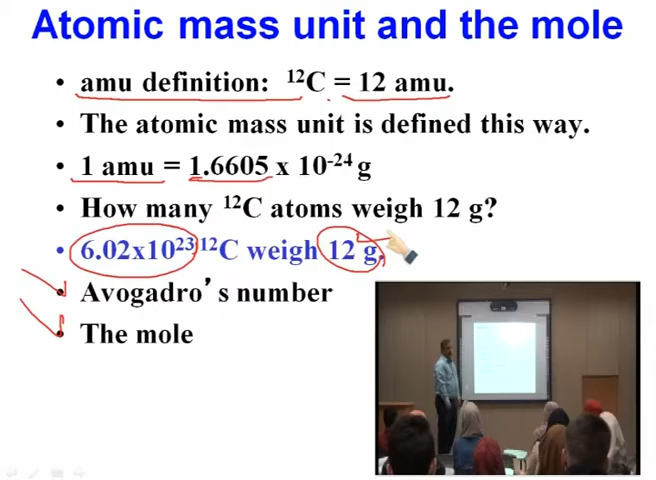 Atomic mass unit and the mole
• amu definition: ¹²C = 12 amu.
• The atomic mass unit is defined this way.
• 1 amu = 1.6605 x 10⁻²⁴ g
• How many ¹²C atoms weigh 12 g?
• 6.02x10²³ ¹²C weigh 12 g.
• Avogadro’s number
• The mole